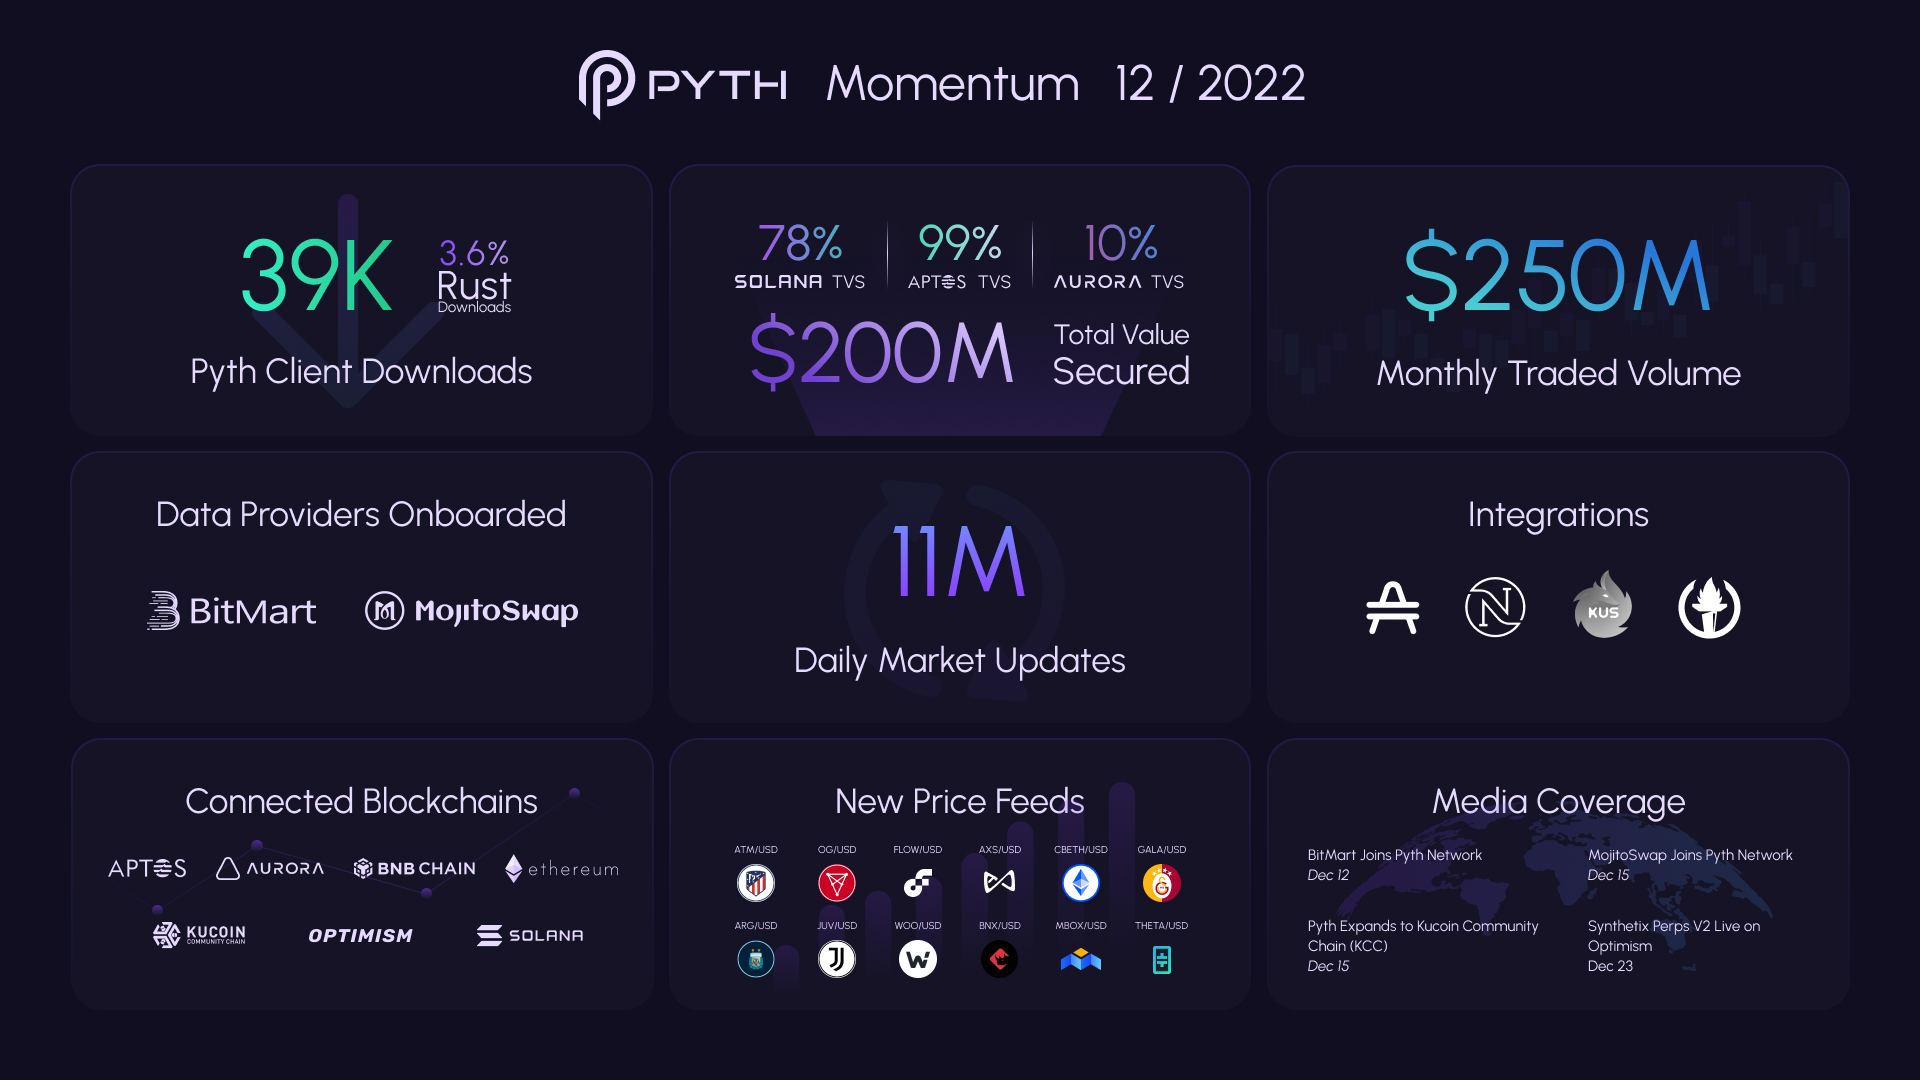 PYTH Momentum 12 / 2022
39K
3.6%
Rust
Downloads
Pyth Client Downloads
78%
SOLANA TVS
99%
APTOS TVS
10%
AURORA TVS
$200M
Total Value
Secured
$250M
Monthly Traded Volume
Data Providers Onboarded
BitMart
MojitoSwap
11M
Daily Market Updates
Integrations
KUS
Connected Blockchains
APTOS
AURORA
BNB CHAIN
ethereum
KUCOIN
COMMUNITY CHAIN
OPTIMISM
SOLANA
New Price Feeds
ATM/USD
OG/USD
FLOW/USD
AXS/USD
CBETH/USD
GALA/USD
ARG/USD
JUV/USD
WOO/USD
BNX/USD
MBOX/USD
THETA/USD
Media Coverage
BitMart Joins Pyth Network
Dec 12
MojitoSwap Joins Pyth Network
Dec 15
Pyth Expands to Kucoin Community
Chain (KCC)
Dec 15
Synthetix Perps V2 Live on
Optimism
Dec 23